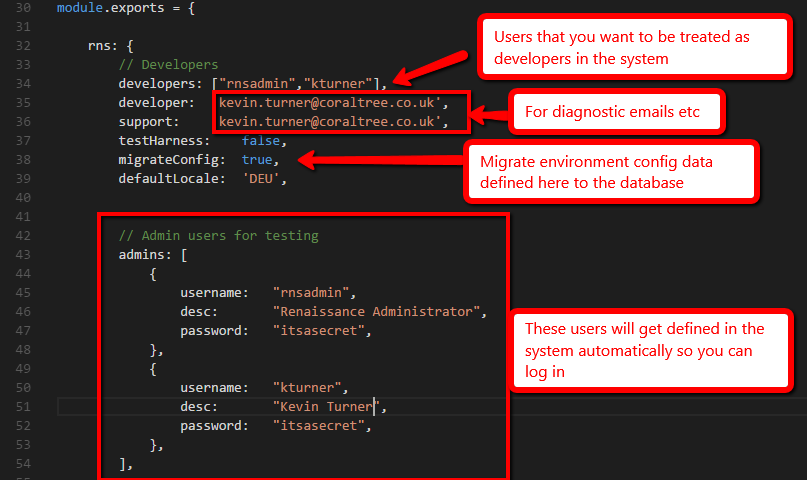 30 module.exports = {
31
32 rns: {
33 // Developers
34 developers: ["rnsadmin","kturner"],
35 developer: kevin.turner@coraltree.co.uk',
36 support: kevin.turner@coraltree.co.uk',
37 testHarness: false,
38 migrateConfig: true,
39 defaultLocale: 'DEU',
40
41
42 // Admin users for testing
43 admins: [
44 {
45 username: "rnsadmin",
46 desc: "Renaissance Administrator",
47 password: "itsasecret",
48 },
49 {
50 username: "kturner",
51 desc: "Kevin Turner",
52 password: "itsasecret",
53 },
54 ],
Users that you want to be treated as
developers in the system
For diagnostic emails etc
Migrate environment config data
defined here to the database
These users will get defined in the
system automatically so you can
log in